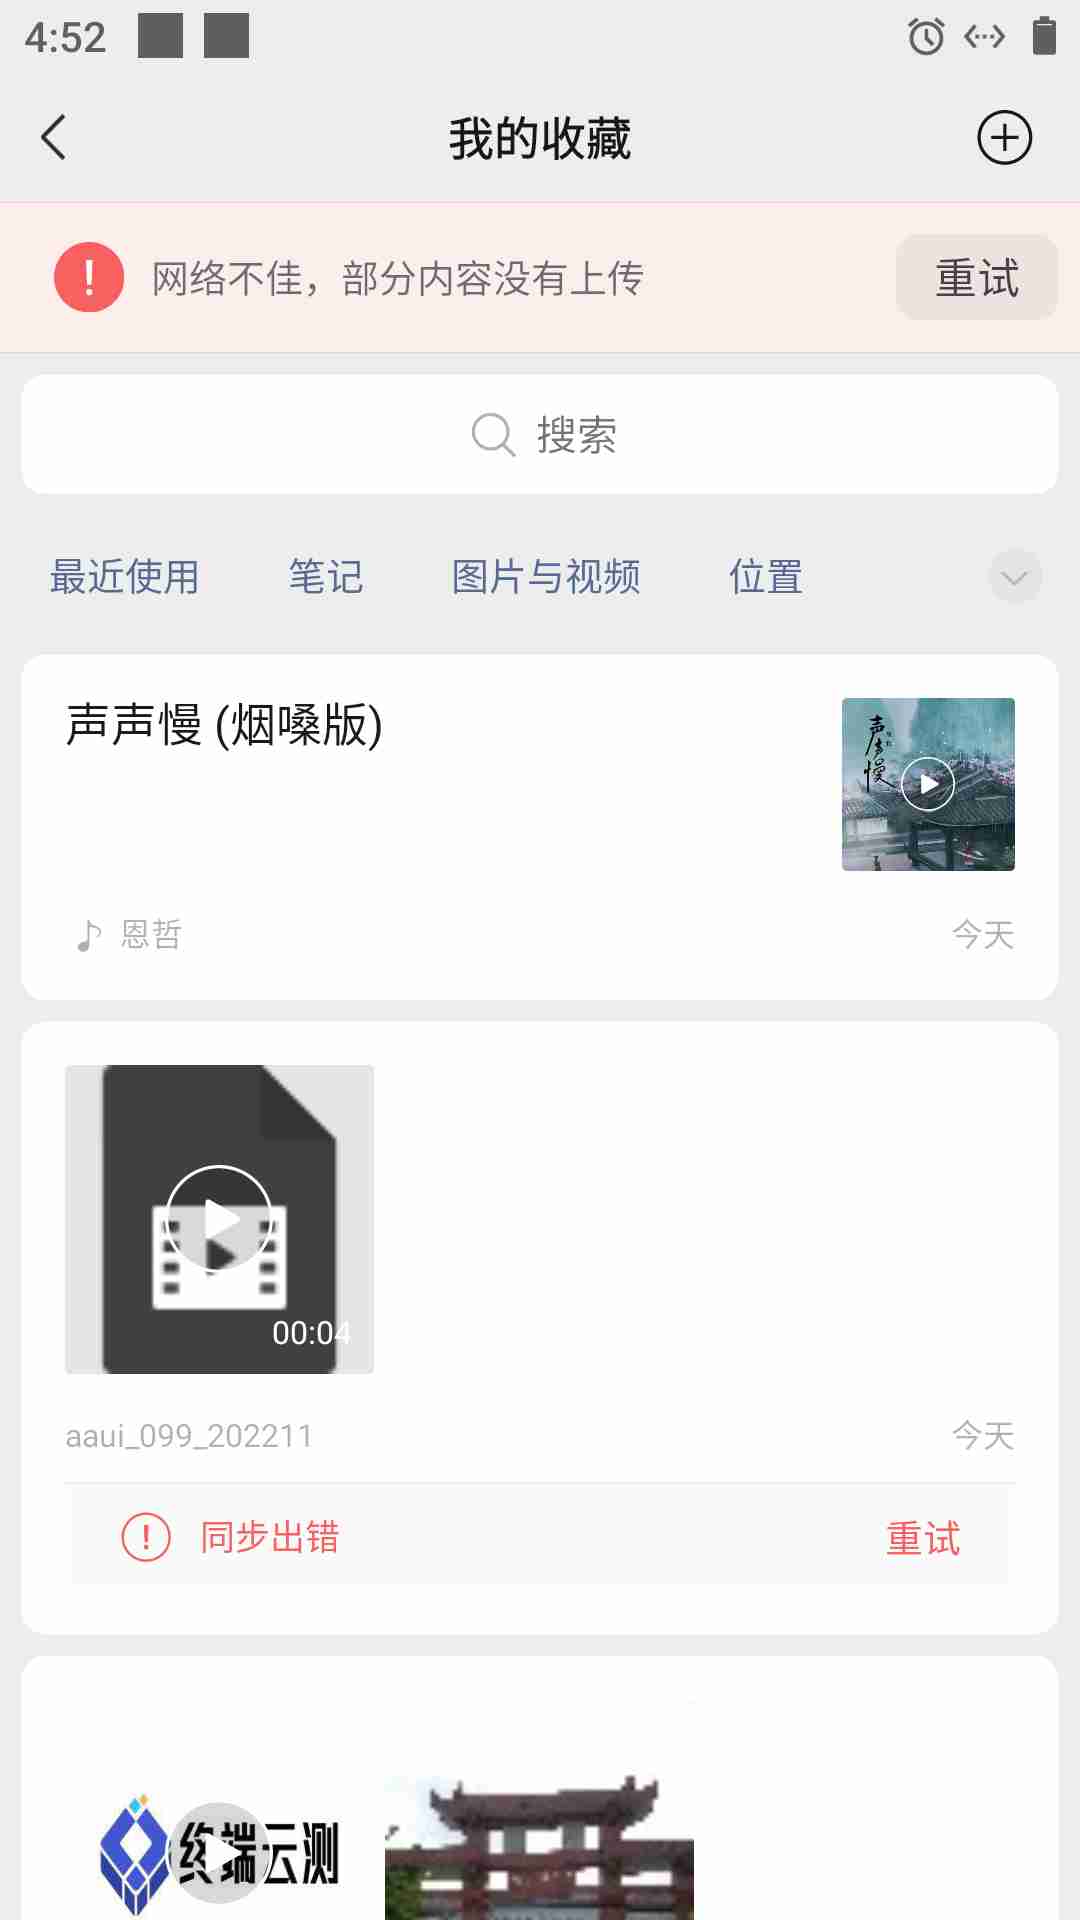 4:52
我的收藏
网络不佳，部分内容没有上传
重试
搜索
最近使用 笔记 图片与视频 位置
声声慢 (烟嗓版)
声声慢
恩哲
今天
00:04
aaui_099_202211
今天
同步出错
重试
终端云测